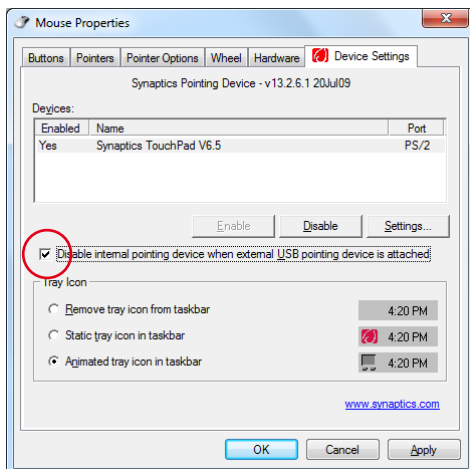 Mouse Properties
Buttons Pointers Pointer Options Wheel Hardware Device Settings
Synaptics Pointing Device - v13.2.6.1 20Jul09
Devices:
Enabled Name Port
Yes Synaptics TouchPad V6.5 PS/2
Enable Disable Settings...
Disable internal pointing device when external USB pointing device is attached
Tray Icon
Remove tray icon from taskbar 4:20 PM
Static tray icon in taskbar 4:20 PM
Animated tray icon in taskbar 4:20 PM
www.synaptics.com
OK Cancel Apply